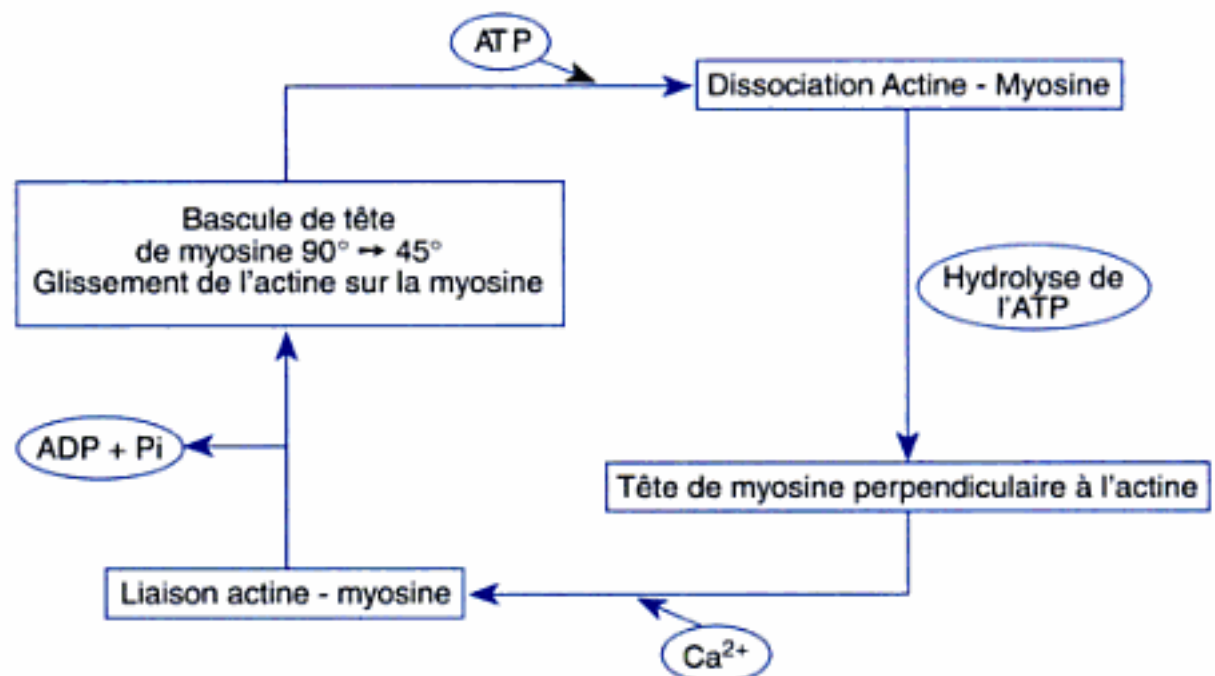 ATP
Dissociation Actine - Myosine
Bascule de tête
de myosine 90° → 45°
Glissement de l'actine sur la myosine
Hydrolyse de
l'ATP
ADP + Pi
Tête de myosine perpendiculaire à l'actine
Liaison actine - myosine
Ca²⁺